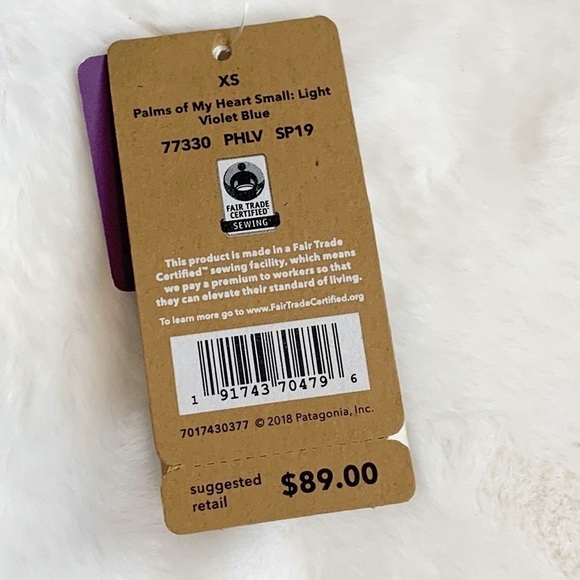 XS
Palms of My Heart Small: Light
Violet Blue
77330 PHLV SP19
FAIR TRADE
CERTIFIED™
SEWING
This product is made in a Fair Trade
Certified™ sewing facility, which means
we pay a premium to workers so that
they can elevate their standard of living.
To learn more go to www.FairTradeCertified.org
1 91743 70479 6
7017430377 © 2018 Patagonia, Inc.
suggested
retail
$89.00